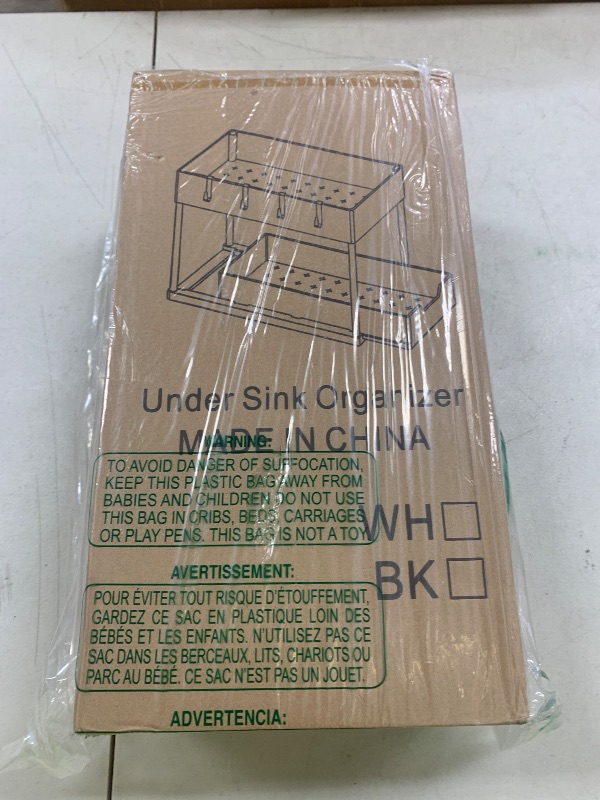 Under Sink Organizer
MADE IN CHINA
WH
BK
WARNING:
TO AVOID DANGER OF SUFFOCATION,
KEEP THIS PLASTIC BAG AWAY FROM
BABIES AND CHILDREN DO NOT USE
THIS BAG IN CRIBS, BEDS, CARRIAGES
OR PLAY PENS. THIS BAG IS NOT A TOY.
AVERTISSEMENT:
POUR ÉVITER TOUT RISQUE D'ÉTOUFFEMENT,
GARDEZ CE SAC EN PLASTIQUE LOIN DES
BÉBÉS ET LES ENFANTS. N'UTILISEZ PAS CE
SAC DANS LES BERCEAUX, LITS, CHARIOTS OU
PARC AU BÉBÉ. CE SAC N'EST PAS UN JOUET.
ADVERTENCIA: